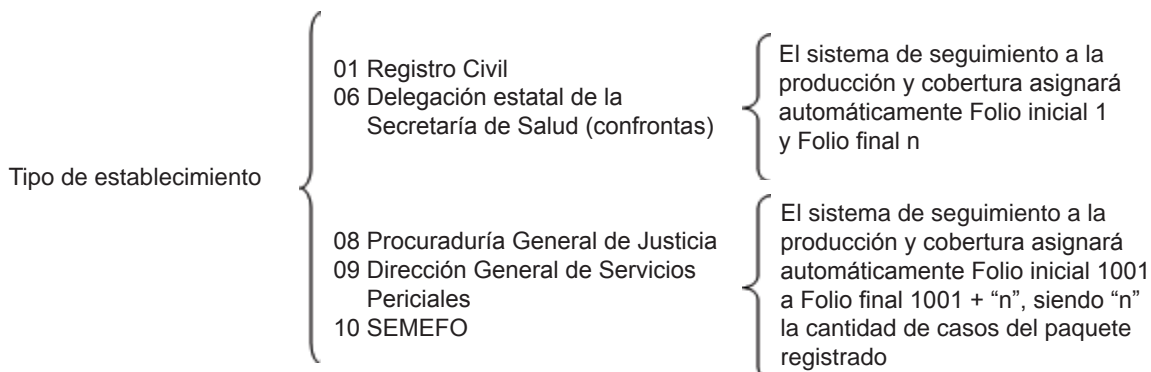 Tipo de establecimiento
01 Registro Civil
06 Delegación estatal de la
Secretaría de Salud (confrontas)
El sistema de seguimiento a la
producción y cobertura asignará
automáticamente Folio inicial 1
y Folio final n
08 Procuraduría General de Justicia
09 Dirección General de Servicios
Periciales
10 SEMEFO
El sistema de seguimiento a la
producción y cobertura asignará
automáticamente Folio inicial 1001
a Folio final 1001 + “n”, siendo “n”
la cantidad de casos del paquete
registrado